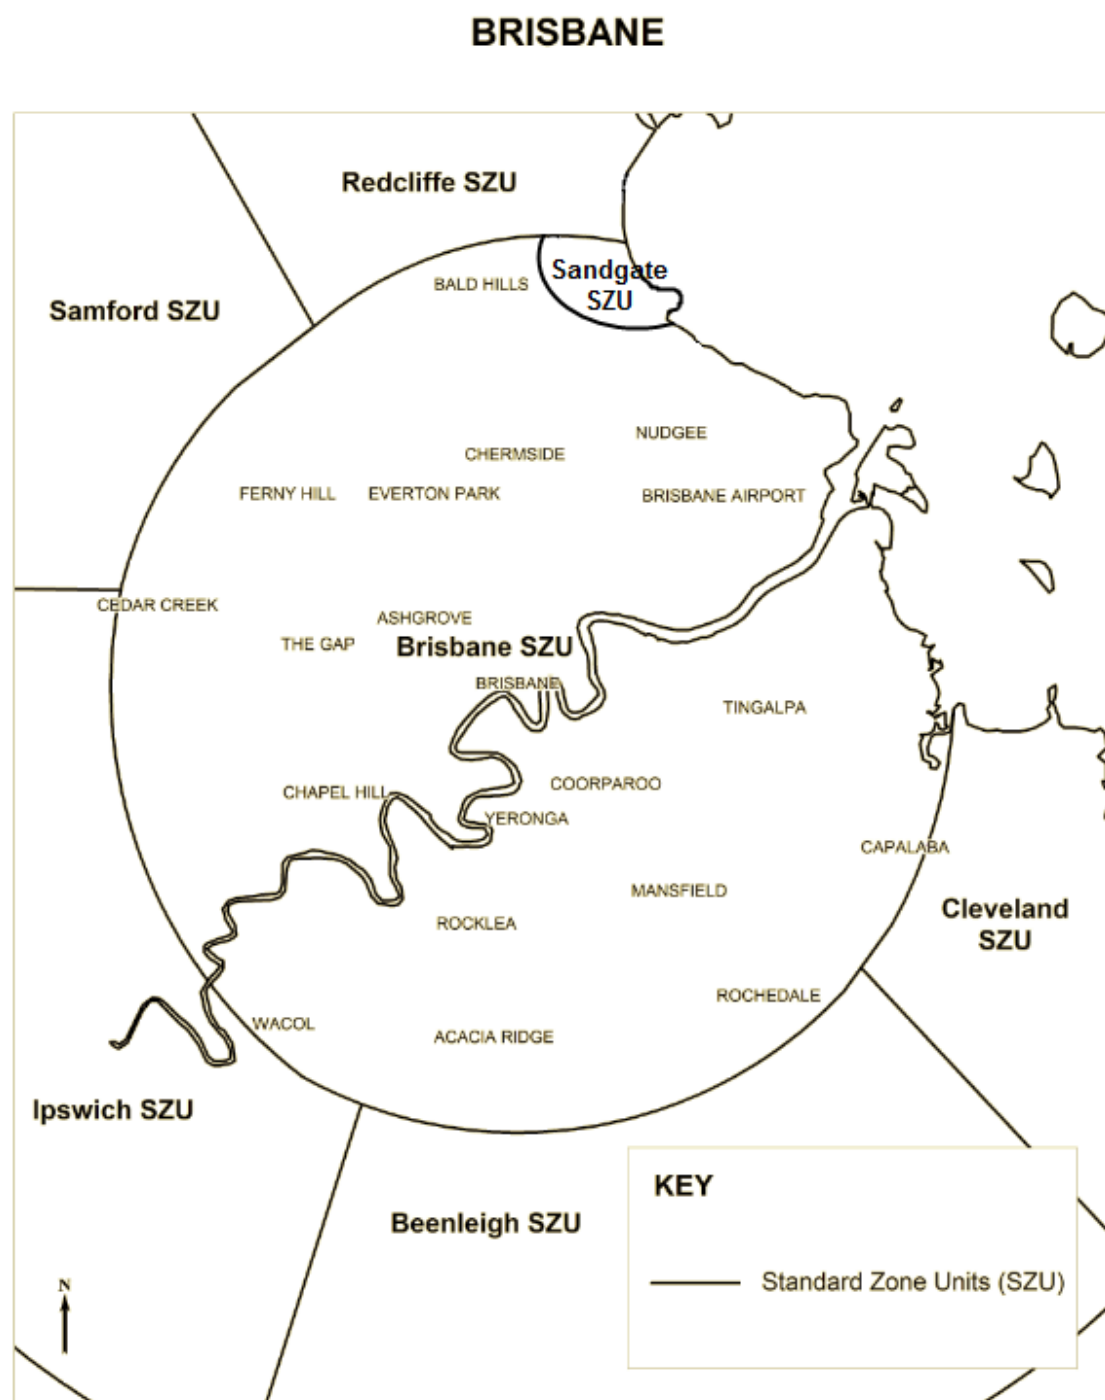 BRISBANE
Redcliffe SZU
Sandgate
SZU
BALD HILLS
Samford SZU
NUDGEE
CHERMSIDE
FERNY HILL
EVERTON PARK
BRISBANE AIRPORT
CEDAR CREEK
ASHGROVE
THE GAP
Brisbane SZU
BRISBANE
TINGALPA
COORPAROO
CHAPEL HILL
YERONGA
CAPALABA
MANSFIELD
Cleveland
SZU
ROCKLEA
ROCHEDALE
WACOL
ACACIA RIDGE
Ipswich SZU
Beenleigh SZU
KEY
Standard Zone Units (SZU)
N